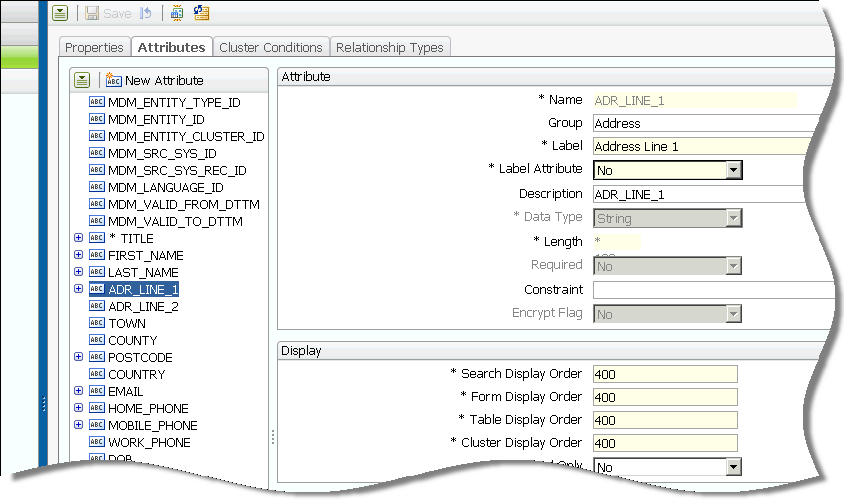 Save
Properties
Attributes
Cluster Conditions
Relationship Types
New Attribute
MDM_ENTITY_TYPE_ID
MDM_ENTITY_ID
MDM_ENTITY_CLUSTER_ID
MDM_SRC_SYS_ID
MDM_SRC_SYS_REC_ID
MDM_LANGUAGE_ID
MDM_VALID_FROM_DTTM
MDM_VALID_TO_DTTM
* TITLE
FIRST_NAME
LAST_NAME
ADR_LINE_1
ADR_LINE_2
TOWN
COUNTY
POSTCODE
COUNTRY
EMAIL
HOME_PHONE
MOBILE_PHONE
WORK_PHONE
DOB
Attribute
* Name ADR_LINE_1
Group Address
* Label Address Line 1
* Label Attribute No
Description ADR_LINE_1
* Data Type String
* Length *
Required No
Constraint
Encrypt Flag No
Display
* Search Display Order 400
* Form Display Order 400
* Table Display Order 400
* Cluster Display Order 400
Only No